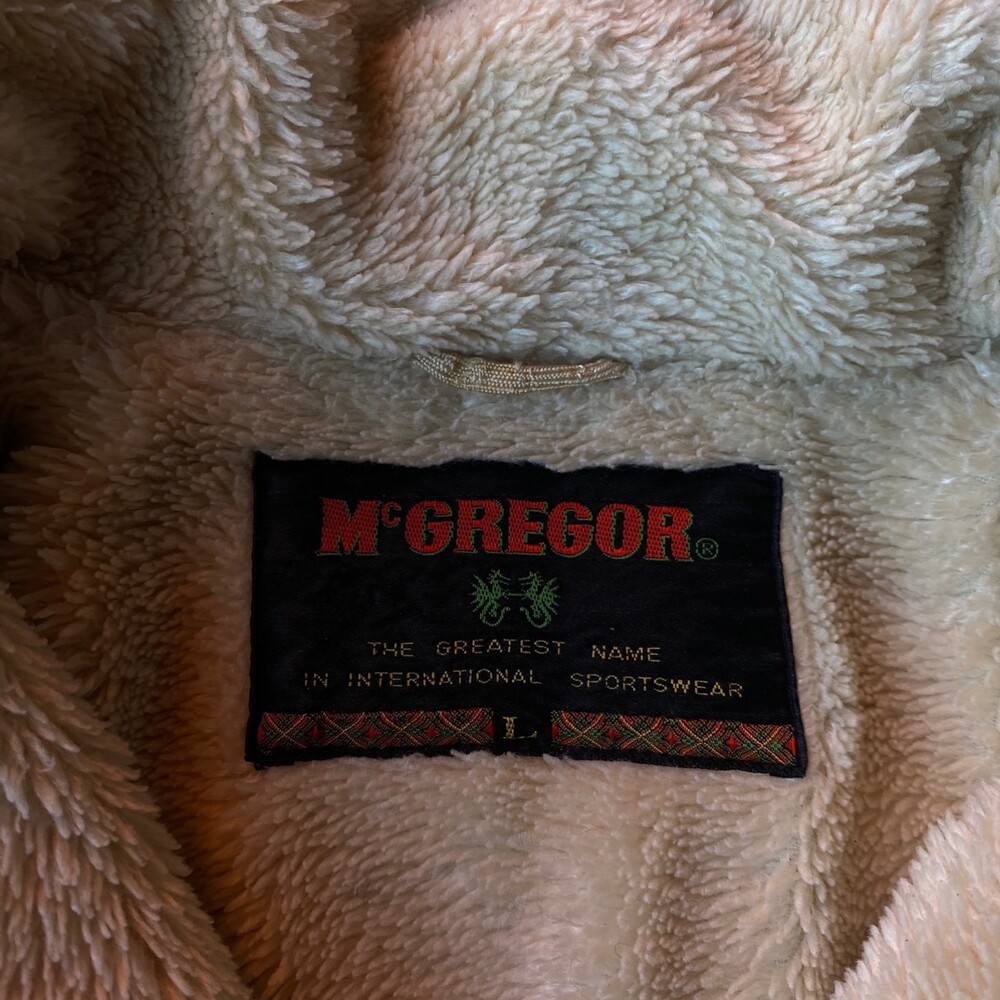 McGREGOR®
THE GREATEST NAME
IN INTERNATIONAL SPORTSWEAR
L